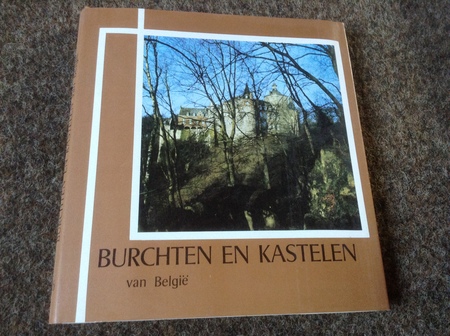 BURCHTEN EN KASTELEN
van België